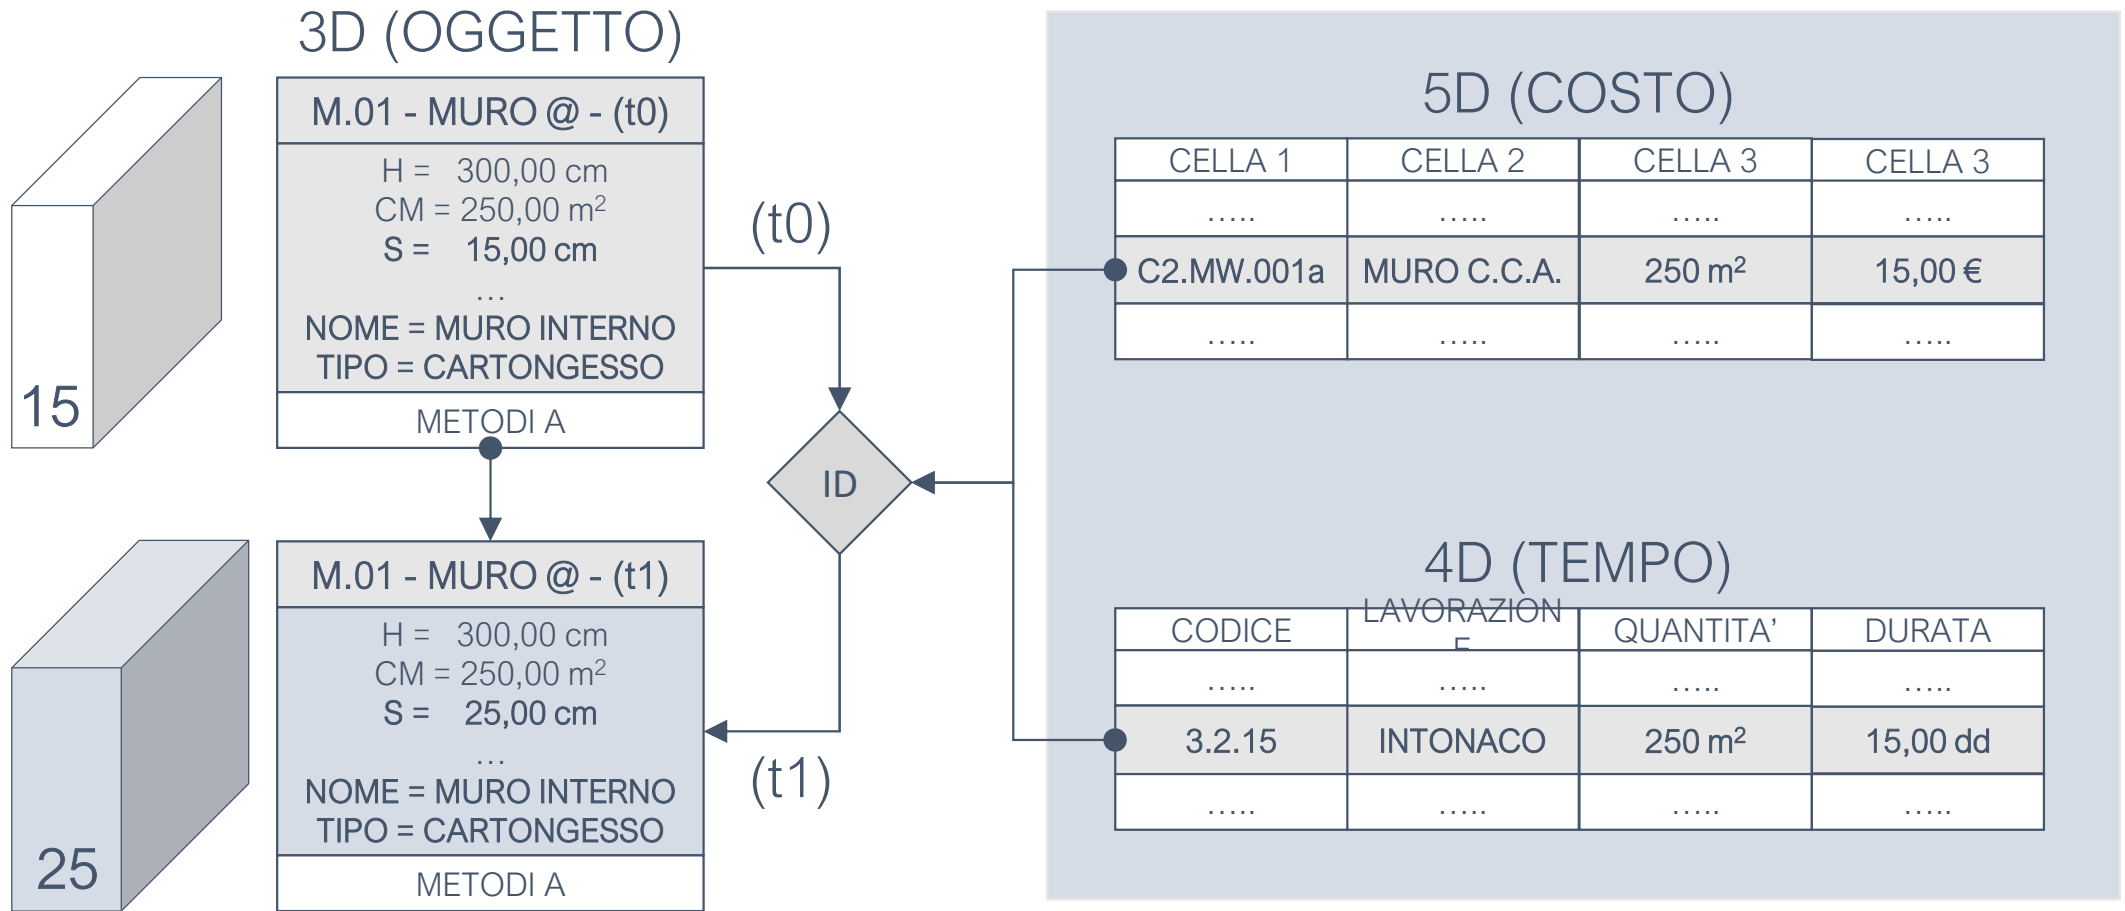 3D (OGGETTO)
M.01 - MURO @ - (t0)
H = 300,00 cm
CM = 250,00 m²
S = 15,00 cm
...
NOME = MURO INTERNO
TIPO = CARTONGESSO
METODI A
15
(t0)
ID
(t1)
M.01 - MURO @ - (t1)
H = 300,00 cm
CM = 250,00 m²
S = 25,00 cm
...
NOME = MURO INTERNO
TIPO = CARTONGESSO
METODI A
25
5D (COSTO)
CELLA 1 CELLA 2 CELLA 3 CELLA 3
..... ..... ..... .....
C2.MW.001a MURO C.C.A. 250 m² 15,00 €
..... ..... ..... .....
4D (TEMPO)
CODICE LAVORAZIONE QUANTITA’ DURATA
..... ..... ..... .....
3.2.15 INTONACO 250 m² 15,00 dd
..... ..... ..... .....